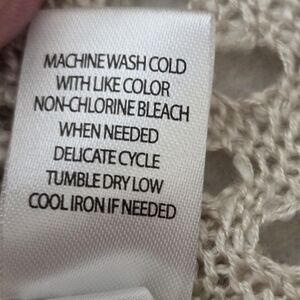 MACHINE WASH COLD
WITH LIKE COLOR
NON-CHLORINE BLEACH
WHEN NEEDED
DELICATE CYCLE
TUMBLE DRY LOW
COOL IRON IF NEEDED